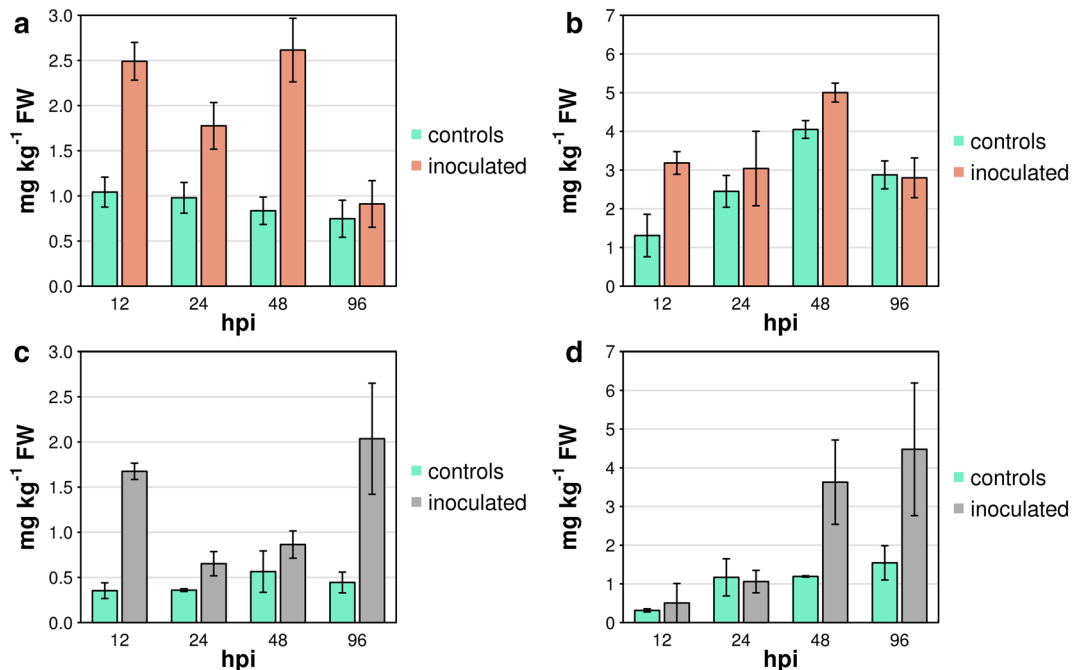 a
mg kg⁻¹ FW
3.0
2.5
2.0
1.5
1.0
0.5
0.0
12 24 48 96
hpi
controls
inoculated
b
mg kg⁻¹ FW
7
6
5
4
3
2
1
0
12 24 48 96
hpi
controls
inoculated
c
mg kg⁻¹ FW
3.0
2.5
2.0
1.5
1.0
0.5
0.0
12 24 48 96
hpi
controls
inoculated
d
mg kg⁻¹ FW
7
6
5
4
3
2
1
0
12 24 48 96
hpi
controls
inoculated